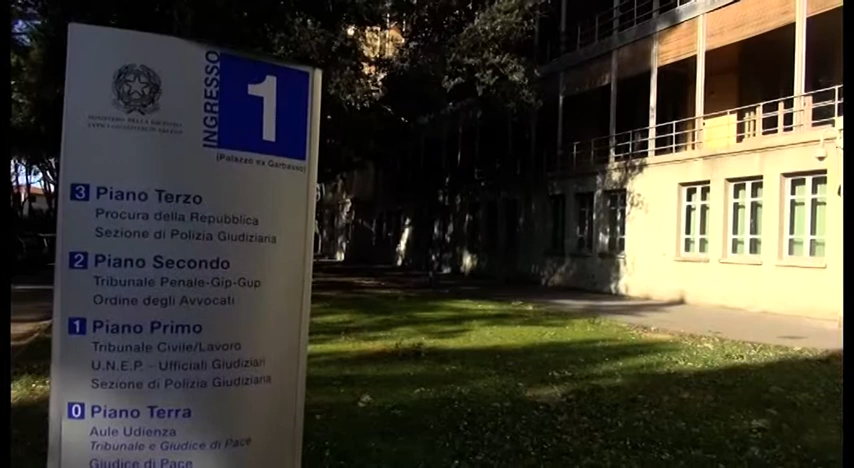 INGRESSO
1
(Palazzo ex Garbasso)
3 Piano Terzo
Procura della Repubblica
Sezione di Polizia Giudiziaria
2 Piano Secondo
Tribunale Penale-Gip-Gup
Ordine degli Avvocati
1 Piano Primo
Tribunale Civile/Lavoro
U.N.E.P. - Ufficiali Giudiziari
Sezione di Polizia Giudiziaria
0 Piano Terra
Aule Udienza
Tribunale e Giudice di Pace
Giudice di Pace